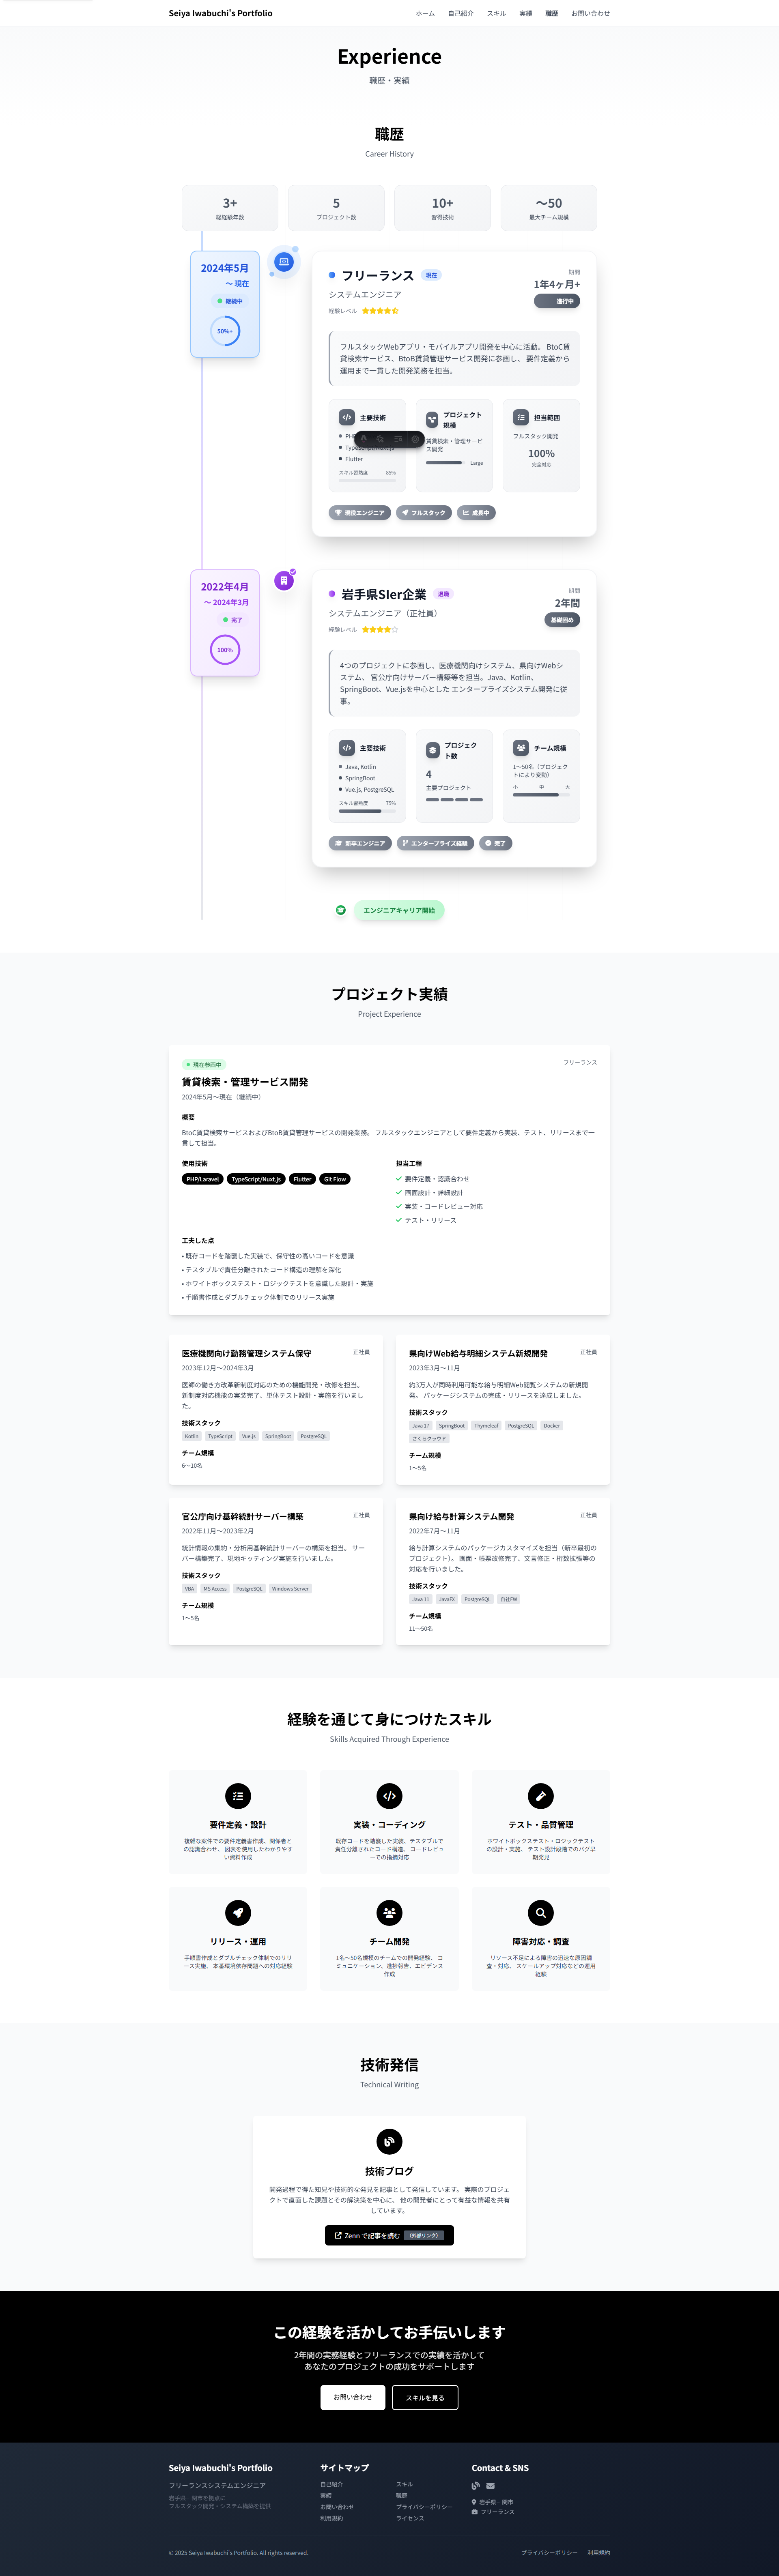 Seiya Iwabuchi's Portfolio
ホーム 自己紹介 スキル 実績 職歴 お問い合わせ
Experience
職歴・実績
職歴
Career History
3+
総経験年数
5
プロジェクト数
10+
習得技術
〜50
最大チーム規模
2024年5月
〜 現在
継続中
50%+
フリーランス 現在
システムエンジニア
経験レベル
期間
1年4ヶ月+
進行中
フルスタックWebアプリ・モバイルアプリ開発を中心に活動。 BtoC賃
貸検索サービス、BtoB賃貸管理サービス開発に参画し、 要件定義から
運用まで一貫した開発業務を担当。
主要技術
Flutter
スキル習熟度 85%
プロジェクト
規模
賃貸検索・管理サービ
ス開発
Large
担当範囲
フルスタック開発
100%
完全対応
現役エンジニア フルスタック 成長中
2022年4月
〜 2024年3月
完了
100%
岩手県SIer企業 退職
システムエンジニア（正社員）
経験レベル
期間
2年間
基礎固め
4つのプロジェクトに参画し、医療機関向けシステム、県向けWebシ
ステム、 官公庁向けサーバー構築等を担当。Java、Kotlin、
SpringBoot、Vue.jsを中心とした エンタープライズシステム開発に従
事。
主要技術
Java, Kotlin
SpringBoot
Vue.js, PostgreSQL
スキル習熟度 75%
プロジェク
ト数
4
主要プロジェクト
チーム規模
1〜50名（プロジェク
トにより変動）
小 中 大
新卒エンジニア エンタープライズ経験 完了
エンジニアキャリア開始
プロジェクト実績
Project Experience
現在参画中
フリーランス
賃貸検索・管理サービス開発
2024年5月〜現在（継続中）
概要
BtoC賃貸検索サービスおよびBtoB賃貸管理サービスの開発業務。 フルスタックエンジニアとして要件定義から実装、テスト、リリースまで一
貫して担当。
使用技術
PHP/Laravel TypeScript/Nuxt.js Flutter Git Flow
担当工程
要件定義・認識合わせ
画面設計・詳細設計
実装・コードレビュー対応
テスト・リリース
工夫した点
• 既存コードを踏襲した実装で、保守性の高いコードを意識
• テスタブルで責任分離されたコード構造の理解を深化
• ホワイトボックステスト・ロジックテストを意識した設計・実施
• 手順書作成とダブルチェック体制でのリリース実施
医療機関向け勤務管理システム保守 正社員
2023年12月〜2024年3月
医師の働き方改革新制度対応のための機能開発・改修を担当。
新制度対応機能の実装完了、単体テスト設計・実施を行いまし
た。
技術スタック
Kotlin TypeScript Vue.js SpringBoot PostgreSQL
チーム規模
6〜10名
県向けWeb給与明細システム新規開発 正社員
2023年3月〜11月
約3万人が同時利用可能な給与明細Web閲覧システムの新規開
発。 パッケージシステムの完成・リリースを達成しました。
技術スタック
Java 17 SpringBoot Thymeleaf PostgreSQL Docker
さくらクラウド
チーム規模
1〜5名
官公庁向け基幹統計サーバー構築 正社員
2022年11月〜2023年2月
統計情報の集約・分析用基幹統計サーバーの構築を担当。 サー
バー構築完了、現地キッティング実施を行いました。
技術スタック
VBA MS Access PostgreSQL Windows Server
チーム規模
1〜5名
県向け給与計算システム開発 正社員
2022年7月〜11月
給与計算システムのパッケージカスタマイズを担当（新卒最初の
プロジェクト）。 画面・帳票改修完了、文言修正・桁数拡張等の
対応を行いました。
技術スタック
Java 11 JavaFX PostgreSQL 自社FW
チーム規模
11〜50名
経験を通じて身につけたスキル
Skills Acquired Through Experience
要件定義・設計
複雑な案件での要件定義書作成、関係者と
の認識合わせ、 図表を使用したわかりやす
い資料作成
実装・コーディング
既存コードを踏襲した実装、テスタブルで
責任分離されたコード構造、 コードレビュ
ーでの指摘対応
テスト・品質管理
ホワイトボックステスト・ロジックテスト
の設計・実施、 テスト設計段階でのバグ早
期発見
リリース・運用
手順書作成とダブルチェック体制でのリリ
ース実施、 本番環境依存問題への対応経験
チーム開発
1名〜50名規模のチームでの開発経験、 コ
ミュニケーション、進捗報告、エビデンス
作成
障害対応・調査
リソース不足による障害の迅速な原因調
査・対応、 スケールアップ対応などの運用
経験
技術発信
Technical Writing
技術ブログ
開発過程で得た知見や技術的な発見を記事として発信しています。 実際のプロジェ
クトで直面した課題とその解決策を中心に、 他の開発者にとって有益な情報を共有
しています。
Zenn で記事を読む （外部リンク）
この経験を活かしてお手伝いします
2年間の実務経験とフリーランスでの実績を活かして
あなたのプロジェクトの成功をサポートします
お問い合わせ スキルを見る
Seiya Iwabuchi's Portfolio
フリーランスシステムエンジニア
岩手県一関市を拠点に
フルスタック開発・システム構築を提供
サイトマップ
自己紹介 スキル
実績 職歴
お問い合わせ プライバシーポリシー
利用規約 ライセンス
Contact & SNS
岩手県一関市
フリーランス
© 2025 Seiya Iwabuchi's Portfolio. All rights reserved.
プライバシーポリシー 利用規約